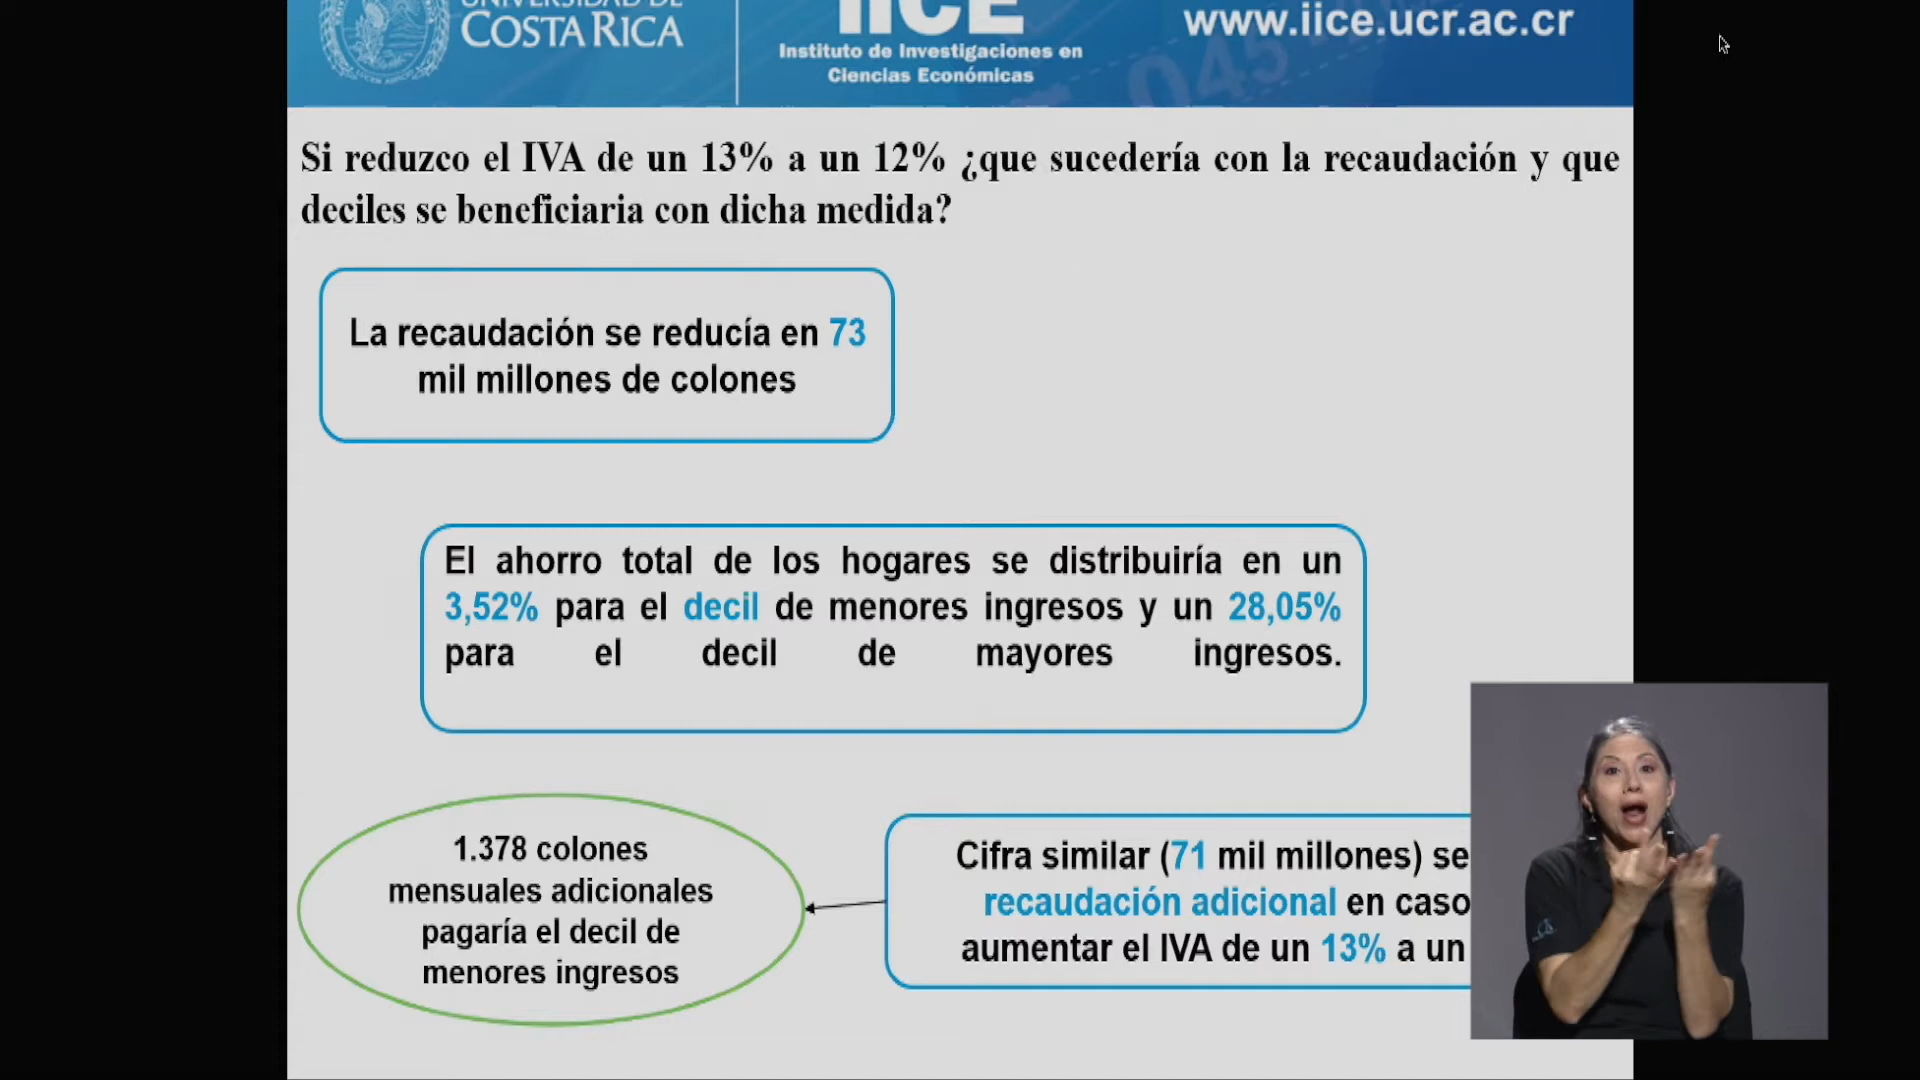 UNIVERSIDAD DE
COSTA RICA
IICE
Instituto de Investigaciones en
Ciencias Económicas
www.iice.ucr.ac.cr
045
Si reduzco el IVA de un 13% a un 12% ¿que sucedería con la recaudación y que
deciles se beneficiaria con dicha medida?
La recaudación se reducía en 73
mil millones de colones
El ahorro total de los hogares se distribuiría en un
3,52% para el decil de menores ingresos y un 28,05%
para el decil de mayores ingresos.
1.378 colones
mensuales adicionales
pagaría el decil de
menores ingresos
Cifra similar (71 mil millones) se
recaudación adicional en caso
aumentar el IVA de un 13% a un